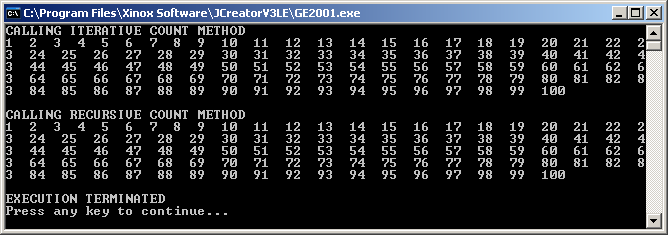 C:\Program Files\Xinox Software\JCreatorV3LE\GE2001.exe
CALLING ITERATIVE COUNT METHOD
1 2 3 4 5 6 7 8 9 10 11 12 13 14 15 16 17 18 19 20 21 22 2
3 24 25 26 27 28 29 30 31 32 33 34 35 36 37 38 39 40 41 42 4
3 44 45 46 47 48 49 50 51 52 53 54 55 56 57 58 59 60 61 62 6
3 64 65 66 67 68 69 70 71 72 73 74 75 76 77 78 79 80 81 82 8
3 84 85 86 87 88 89 90 91 92 93 94 95 96 97 98 99 100
CALLING RECURSIVE COUNT METHOD
1 2 3 4 5 6 7 8 9 10 11 12 13 14 15 16 17 18 19 20 21 22 2
3 24 25 26 27 28 29 30 31 32 33 34 35 36 37 38 39 40 41 42 4
3 44 45 46 47 48 49 50 51 52 53 54 55 56 57 58 59 60 61 62 6
3 64 65 66 67 68 69 70 71 72 73 74 75 76 77 78 79 80 81 82 8
3 84 85 86 87 88 89 90 91 92 93 94 95 96 97 98 99 100
EXECUTION TERMINATED
Press any key to continue...